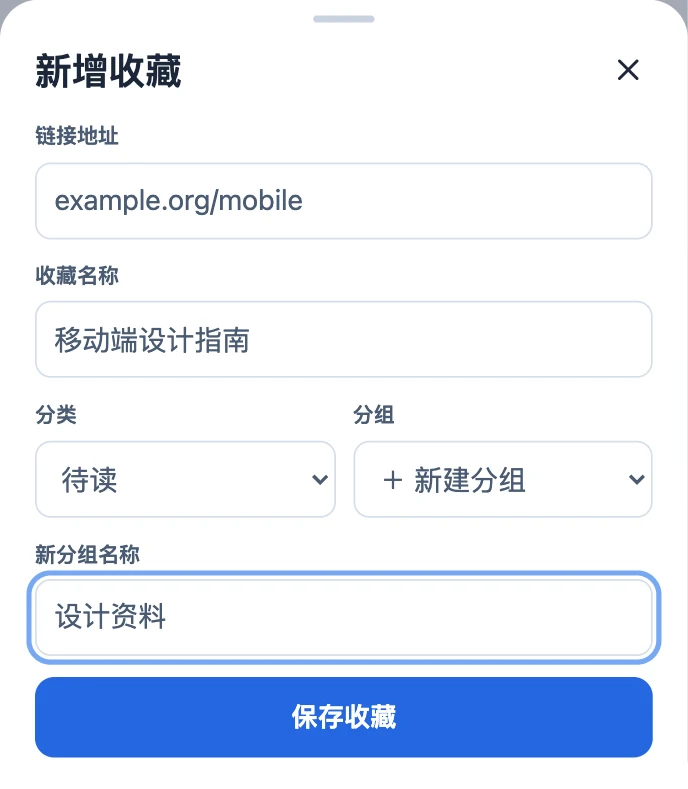 新增收藏
链接地址
example.org/mobile
收藏名称
移动端设计指南
分类 分组
待读 + 新建分组
新分组名称
设计资料
保存收藏